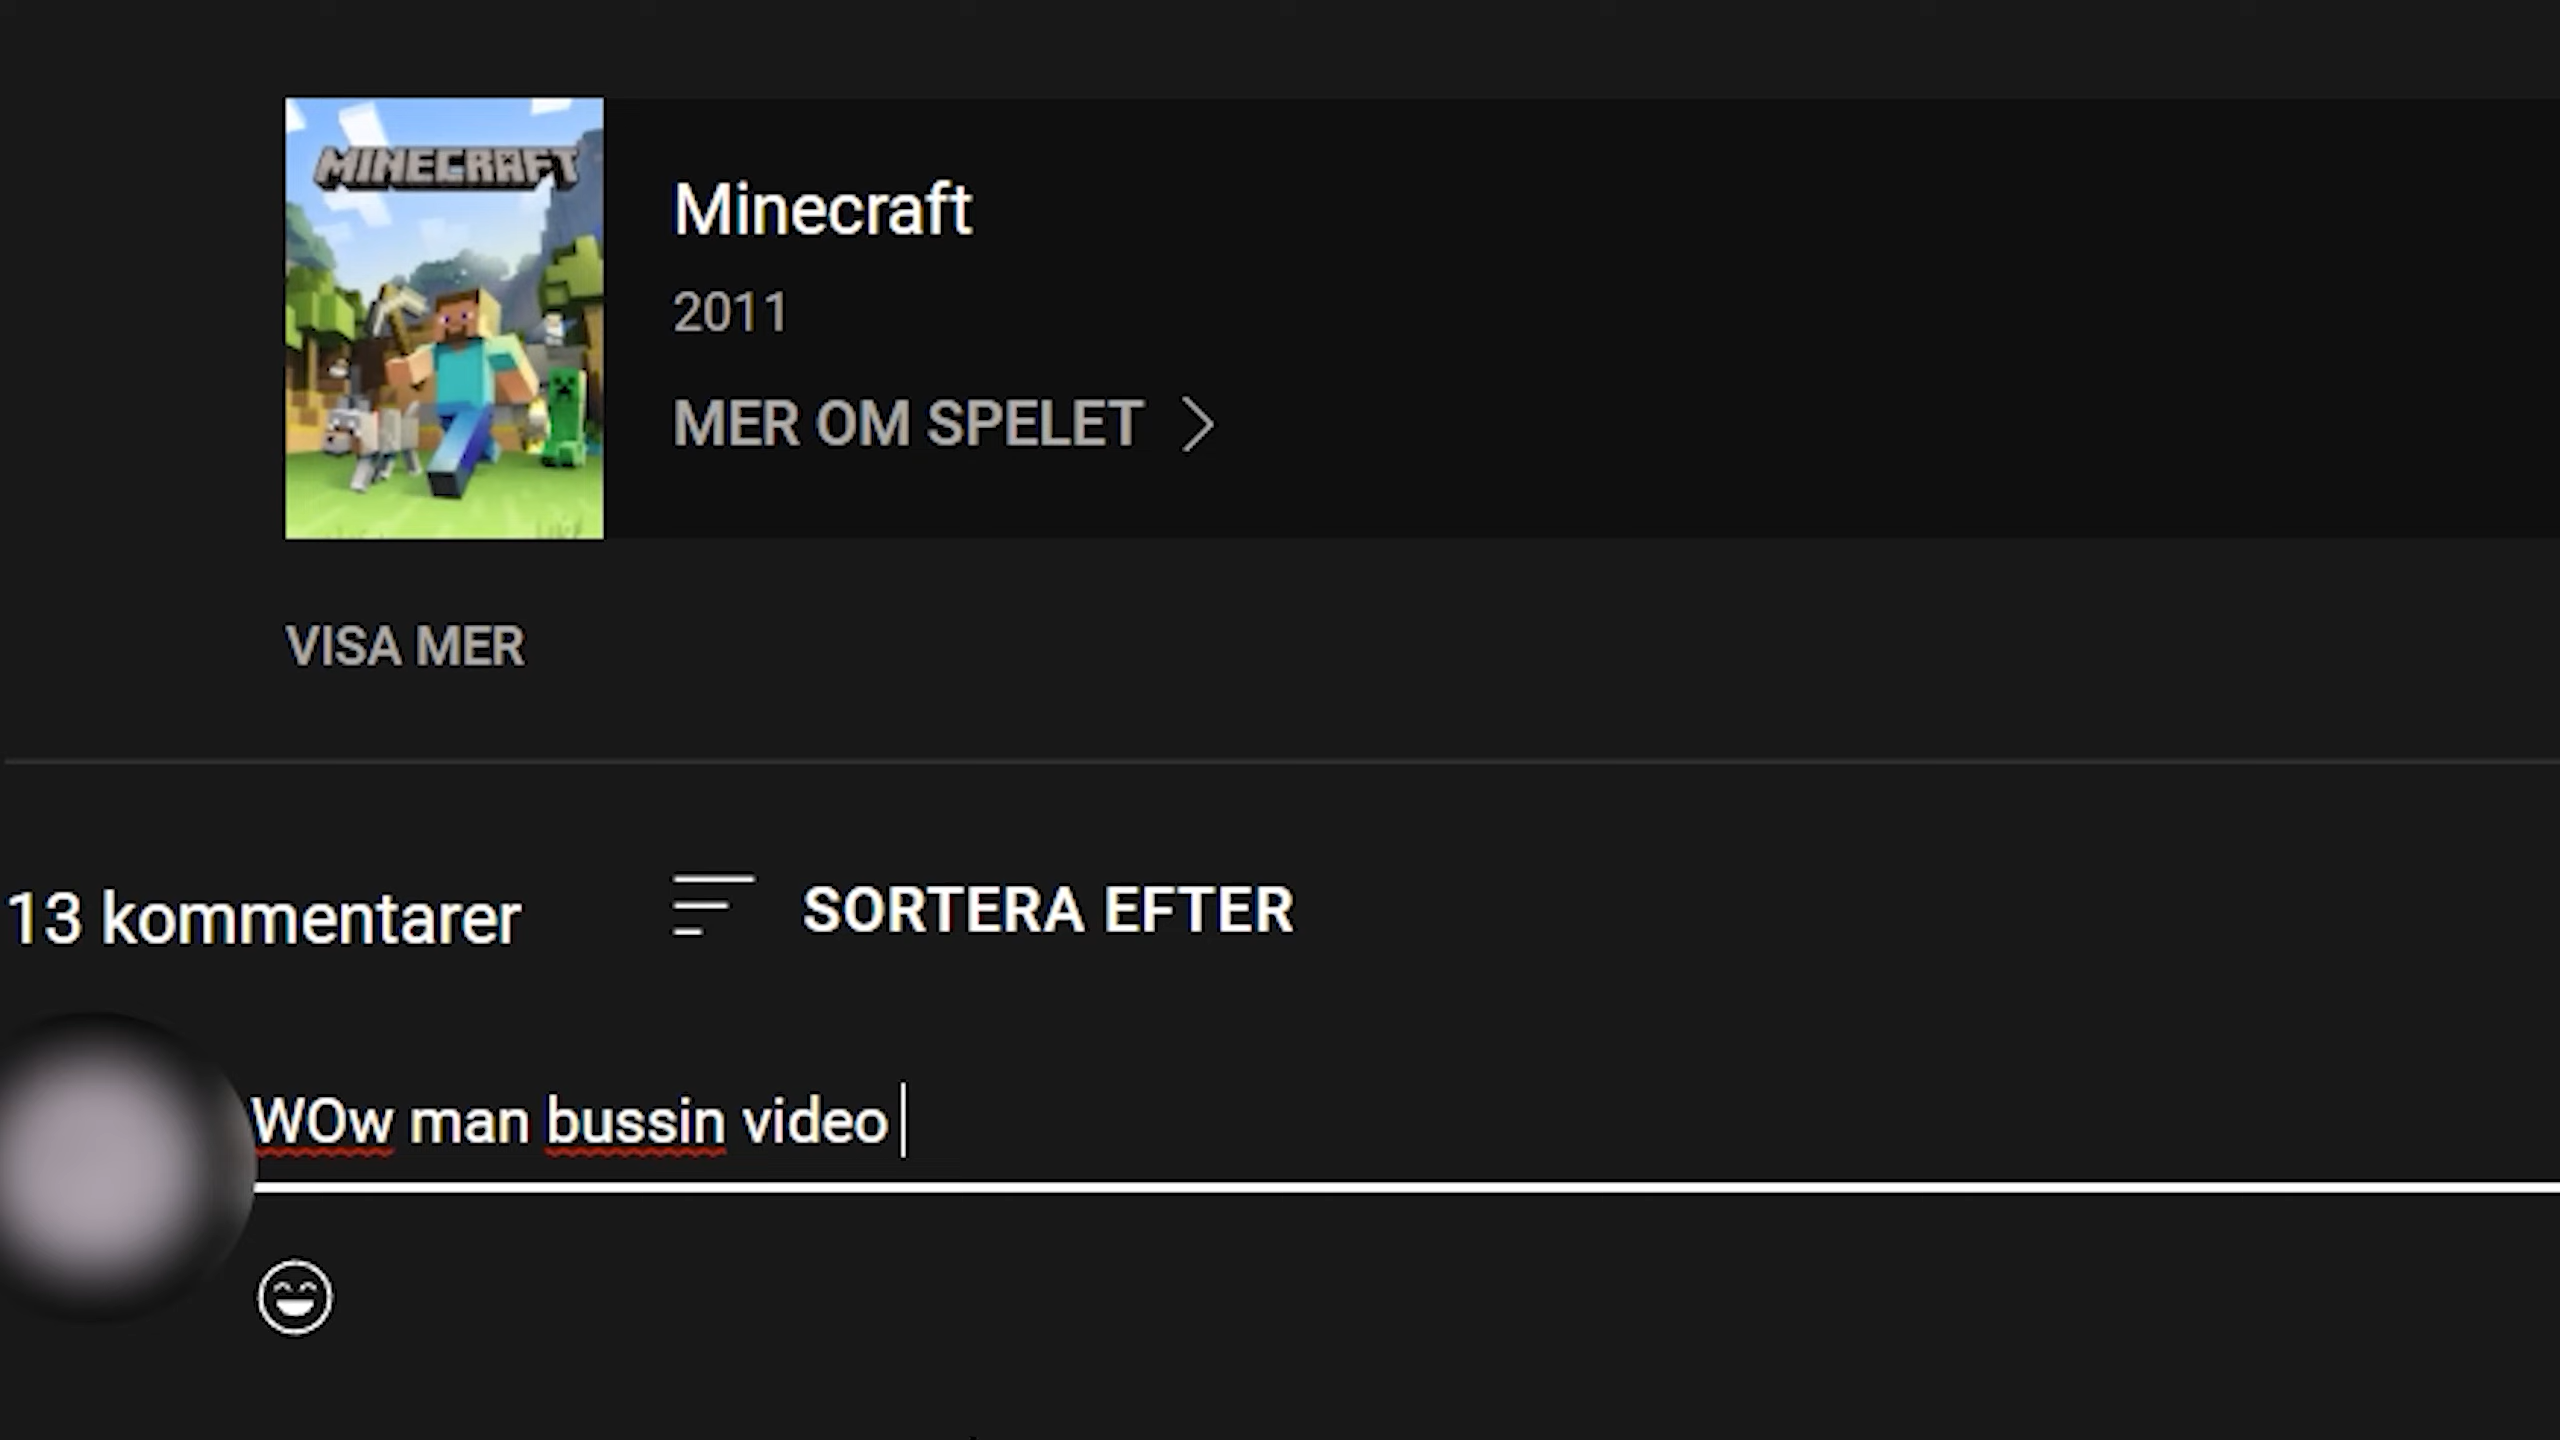 MINECRAFT
Minecraft
2011
MER OM SPELET
VISA MER
13 kommentarer
SORTERA EFTER
WOw man bussin video